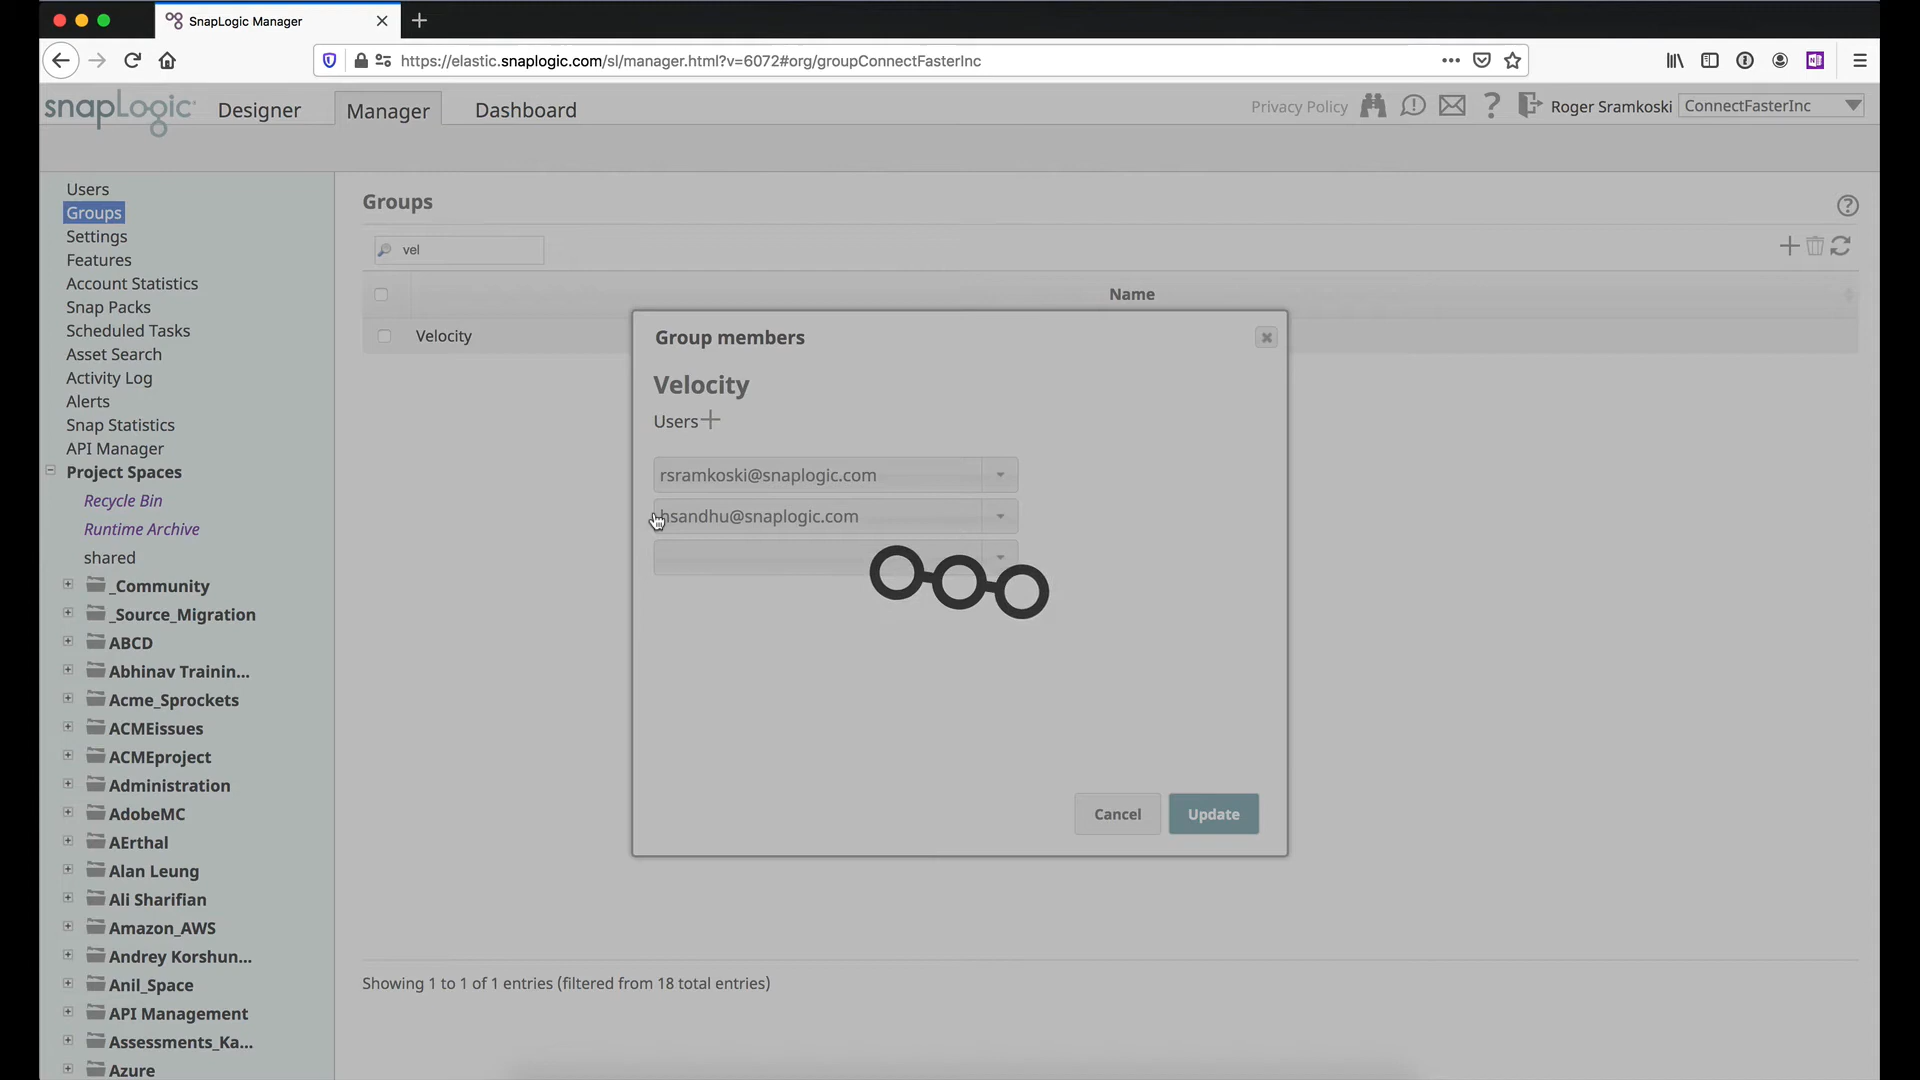 SnapLogic Manager
https://elastic.snaplogic.com/sl/manager.html?v=6072#org/groupConnectFasterInc
snapLogic
Designer
Manager
Dashboard
Privacy Policy
Roger Sramkoski
ConnectFasterInc
Users
Groups
Settings
Features
Account Statistics
Snap Packs
Scheduled Tasks
Asset Search
Activity Log
Alerts
Snap Statistics
API Manager
Project Spaces
Recycle Bin
Runtime Archive
shared
_Community
_Source_Migration
ABCD
Abhinav Trainin...
Acme_Sprockets
ACMEissues
ACMEproject
Administration
AdobeMC
AErthal
Alan Leung
Ali Sharifian
Amazon_AWS
Andrey Korshun...
Anil_Space
API Management
Assessments_Ka...
Azure
Groups
vel
Name
Velocity
Group members
Velocity
Users
rsramkoski@snaplogic.com
hsandhu@snaplogic.com
Cancel
Update
Showing 1 to 1 of 1 entries (filtered from 18 total entries)